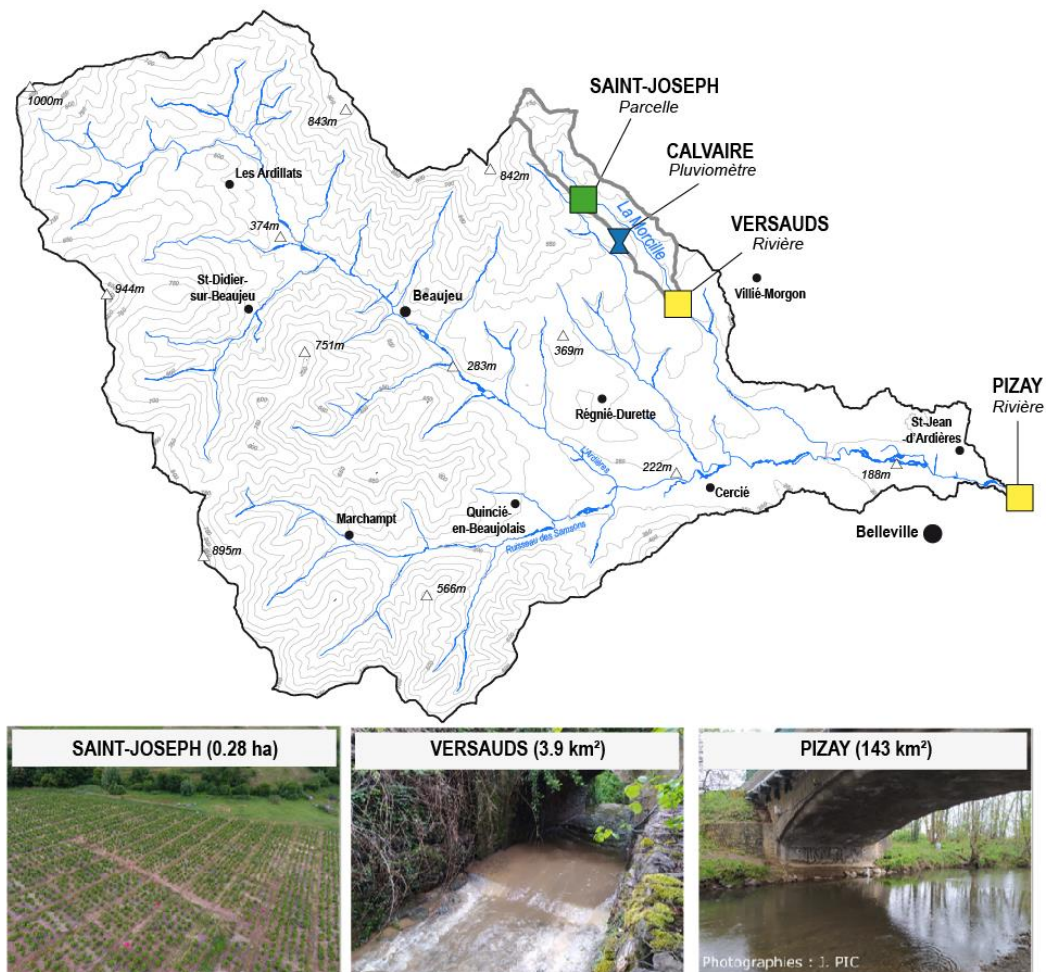 SAINT-JOSEPH
Parcelle
CALVAIRE
Pluviomètre
VERSAUDS
Rivière
PIZAY
Rivière
1000m
843m
842m
Les Ardillats
La Morcille
374m
944m
St-Didier-
sur-Beaujeu
Beaujeu
Villié-Morgon
751m
283m
369m
Régnié-Durette
St-Jean
-d'Ardières
L'Ardières
222m
188m
Cercié
Marchampt
Quincié-
en-Beaujolais
Ruisseau des Samsons
Belleville
895m
566m
SAINT-JOSEPH (0.28 ha)
VERSAUDS (3.9 km²)
PIZAY (143 km²)
Photographies : J. PIC